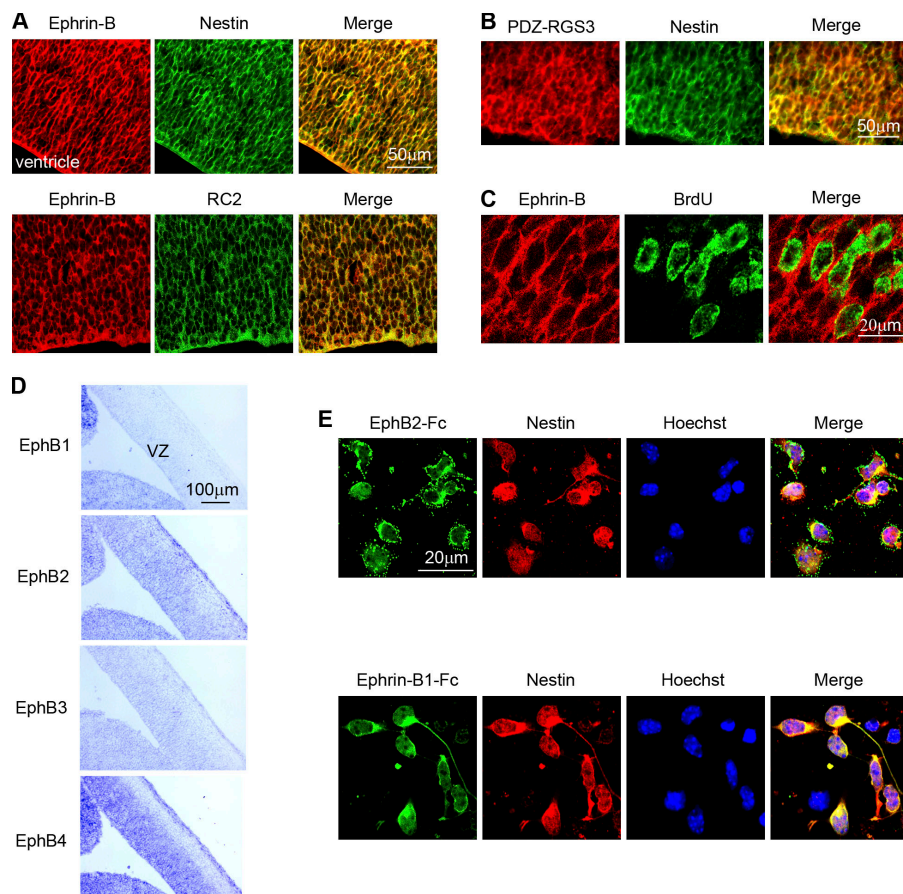 A
Ephrin-B Nestin Merge
ventricle
50μm
Ephrin-B RC2 Merge
B
PDZ-RGS3 Nestin Merge
50μm
C
Ephrin-B BrdU Merge
20μm
D
EphB1
VZ
100μm
EphB2
EphB3
EphB4
E
EphB2-Fc Nestin Hoechst Merge
20μm
Ephrin-B1-Fc Nestin Hoechst Merge